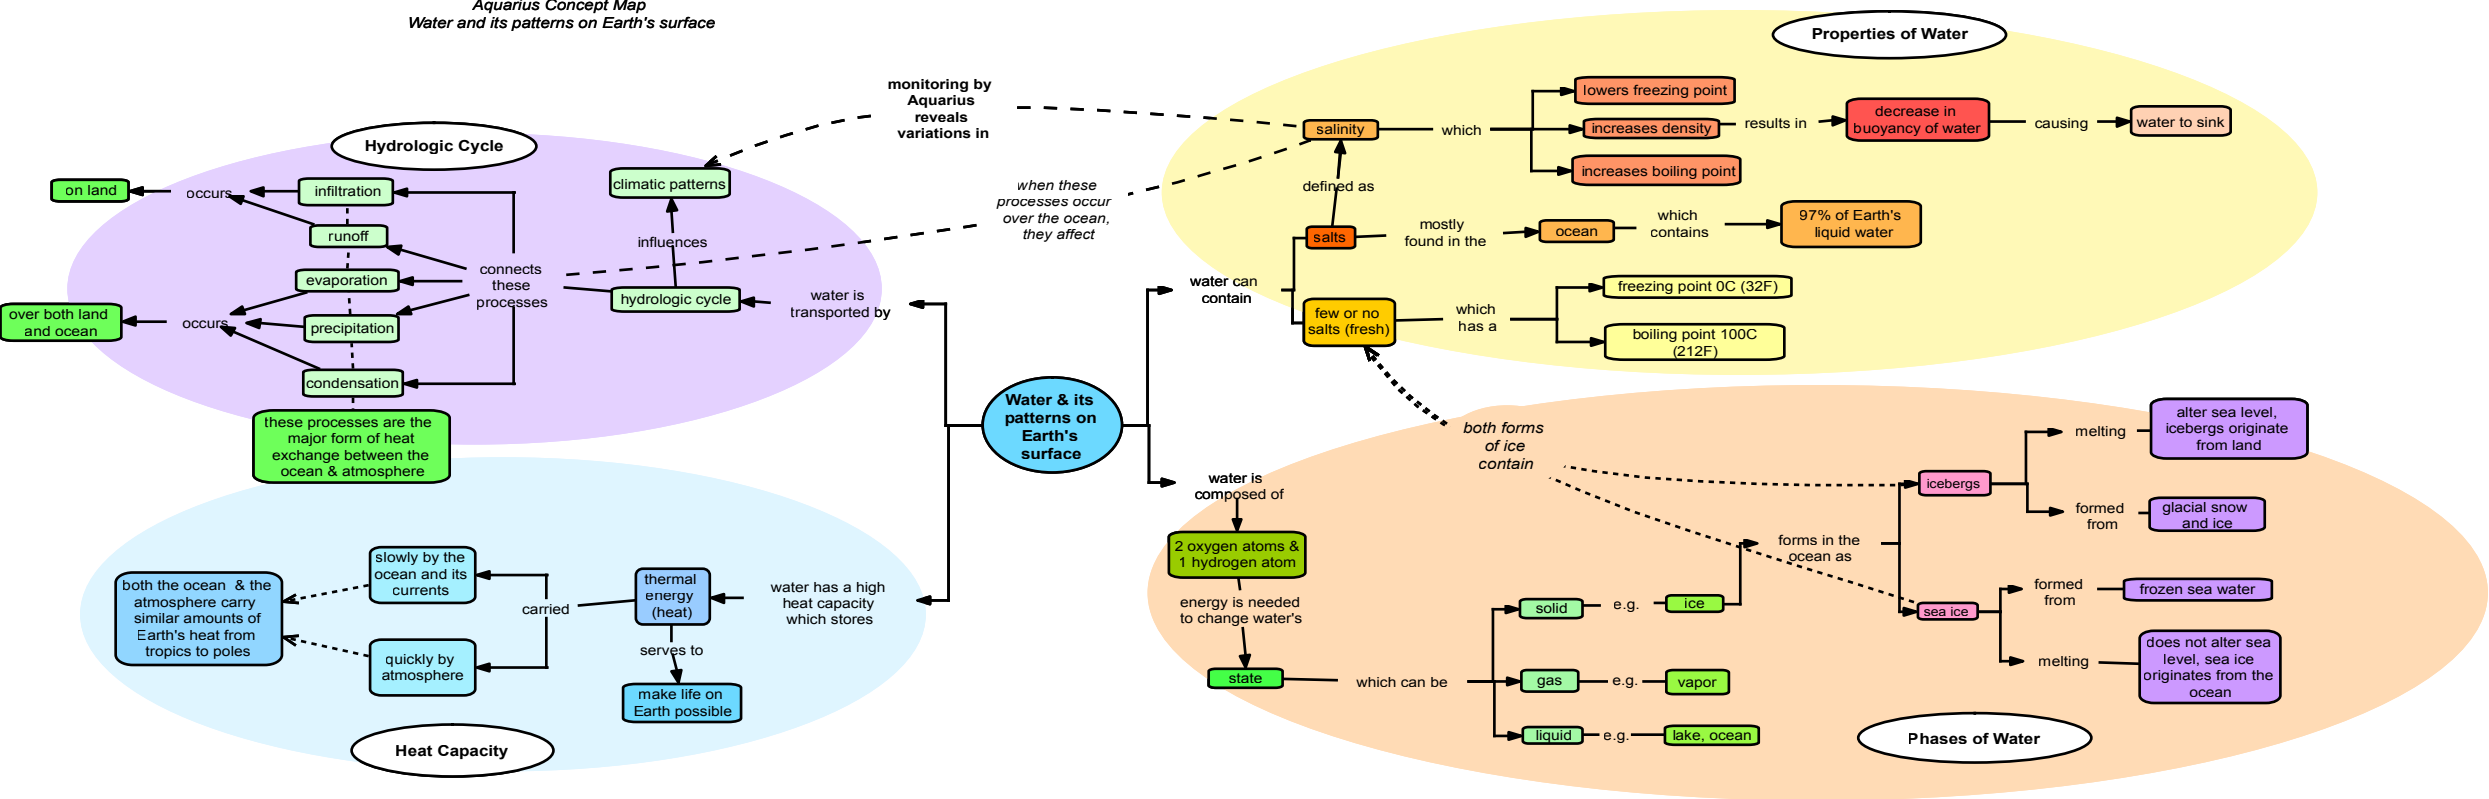 Aquarius Concept Map
Water and its patterns on Earth's surface
Hydrologic Cycle
on land
occurs
infiltration
runoff
evaporation
over both land
and ocean
occurs
precipitation
condensation
these processes are the
major form of heat
exchange between the
ocean & atmosphere
connects
these
processes
climatic patterns
influences
hydrologic cycle
water is
transported by
monitoring by
Aquarius
reveals
variations in
when these
processes occur
over the ocean,
they affect
Water & its
patterns on
Earth's
surface
Properties of Water
water can
contain
salinity
which
lowers freezing point
increases density
increases boiling point
results in
decrease in
buoyancy of water
causing
water to sink
defined as
salts
mostly
found in the
ocean
which
contains
97% of Earth's
liquid water
few or no
salts (fresh)
which
has a
freezing point 0C (32F)
boiling point 100C
(212F)
Heat Capacity
water has a high
heat capacity
which stores
thermal
energy
(heat)
serves to
make life on
Earth possible
carried
slowly by the
ocean and its
currents
quickly by
atmosphere
both the ocean & the
atmosphere carry
similar amounts of
Earth's heat from
tropics to poles
Phases of Water
water is
composed of
2 oxygen atoms &
1 hydrogen atom
energy is needed
to change water's
state
which can be
solid
e.g.
ice
gas
e.g.
vapor
liquid
e.g.
lake, ocean
both forms
of ice
contain
forms in the
ocean as
icebergs
melting
alter sea level,
icebergs originate
from land
formed
from
glacial snow
and ice
sea ice
formed
from
frozen sea water
melting
does not alter sea
level, sea ice
originates from the
ocean